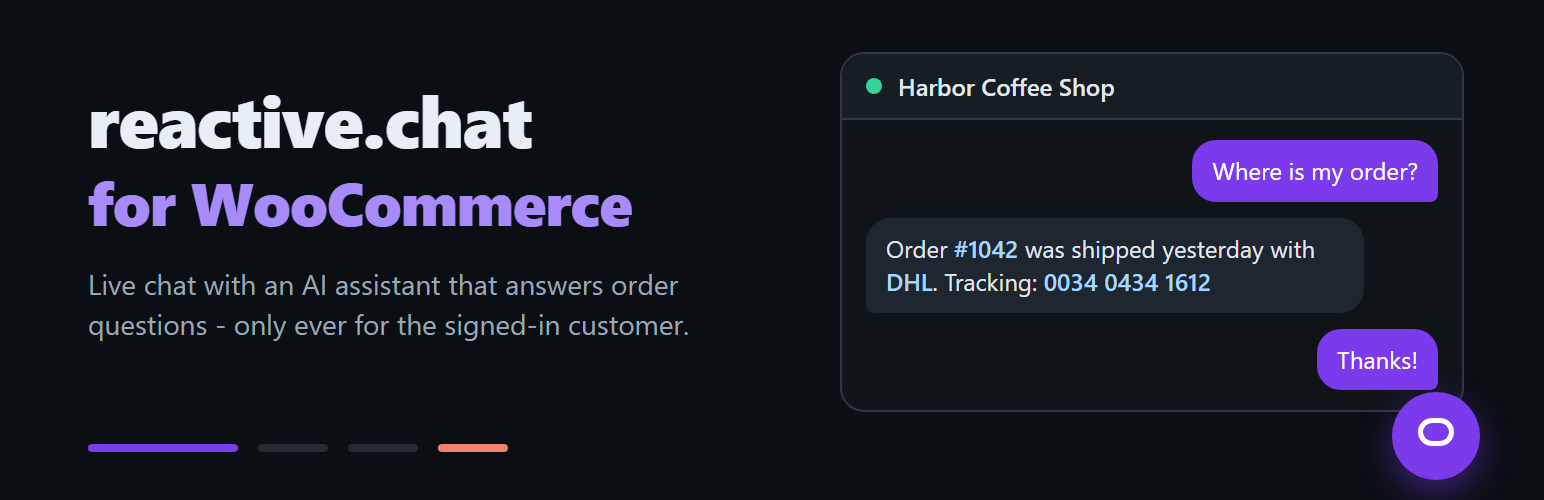 reactive.chat
for WooCommerce
Live chat with an AI assistant that answers order
questions - only ever for the signed-in customer.
Harbor Coffee Shop
Where is my order?
Order #1042 was shipped yesterday with
DHL. Tracking: 0034 0434 1612
Thanks!